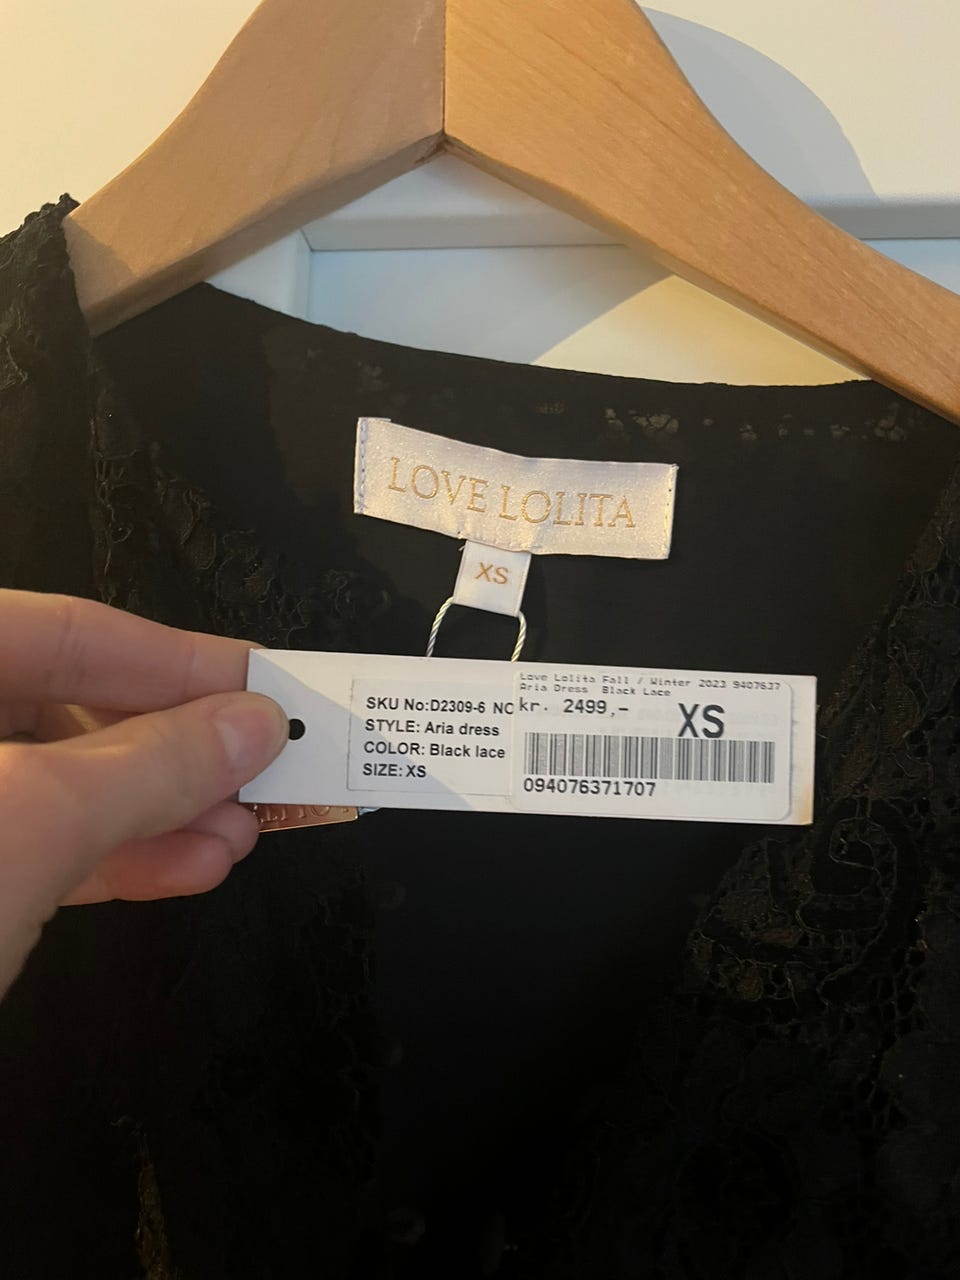 LOVE LOLITA
XS
SKU No:D2309-6 NO
STYLE: Aria dress
COLOR: Black lace
SIZE: XS
Love Lolita Fall / Winter 2023 9407637
Aria Dress Black Lace
kr. 2499,- XS
094076371707